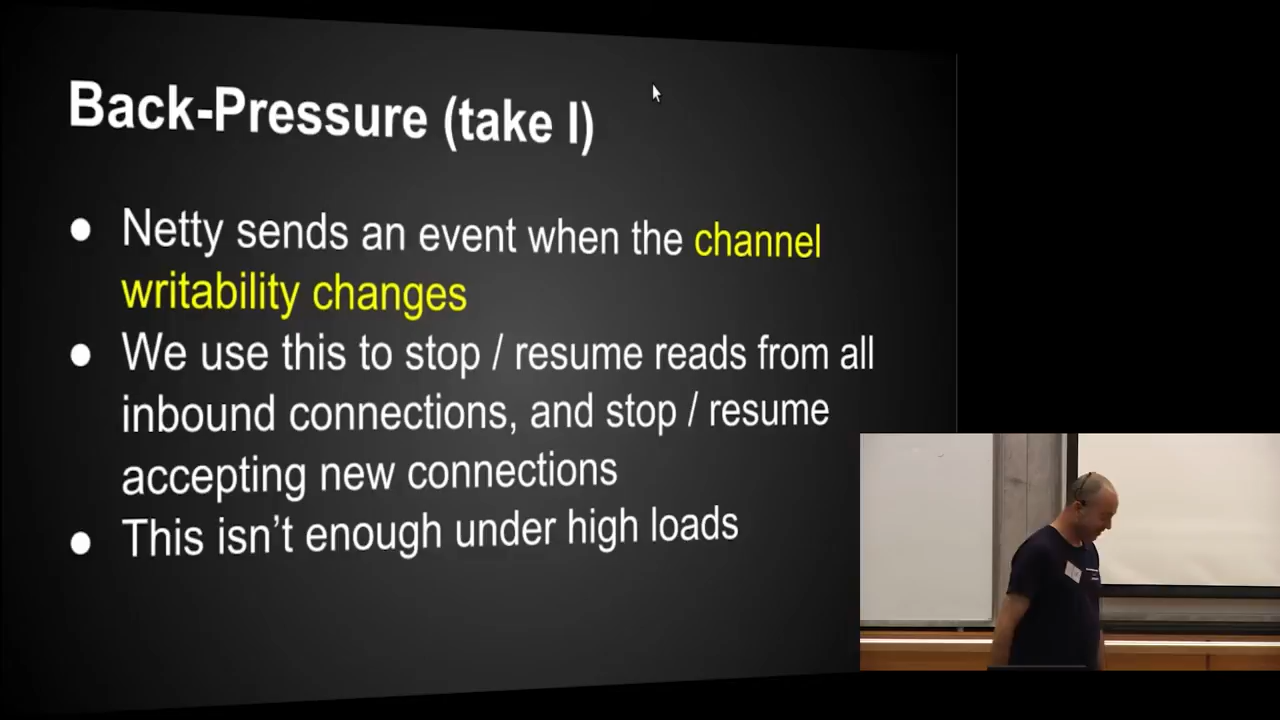 Back-Pressure (take I)
● Netty sends an event when the channel
writability changes
● We use this to stop / resume reads from all
inbound connections, and stop / resume
accepting new connections
● This isn't enough under high loads